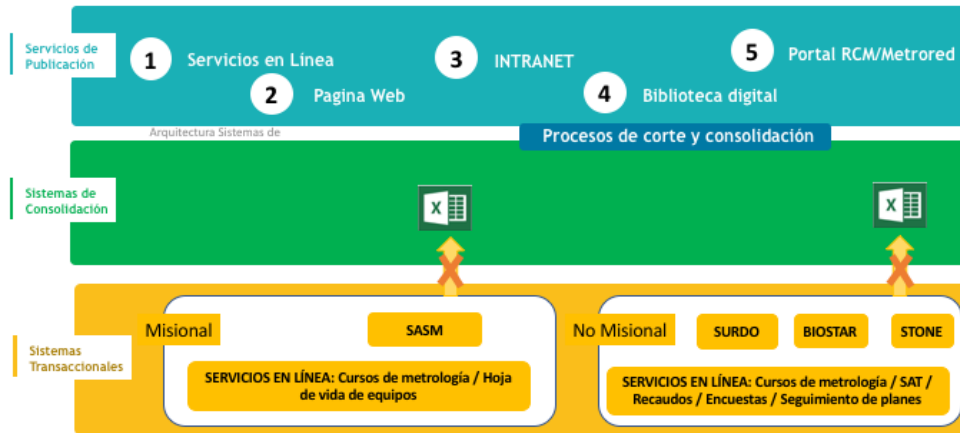 Servicios de
Publicación
1
Servicios en Línea
2
Pagina Web
3
INTRANET
4
Biblioteca digital
5
Portal RCM/Metrored
Arquitectura Sistemas de
Procesos de corte y consolidación
Sistemas de
Consolidación
X
X
Sistemas
Transaccionales
Misional
SASM
SERVICIOS EN LÍNEA: Cursos de metrología / Hoja
de vida de equipos
No Misional
SURDO
BIOSTAR
STONE
SERVICIOS EN LÍNEA: Cursos de metrología / SAT /
Recaudos / Encuestas / Seguimiento de planes